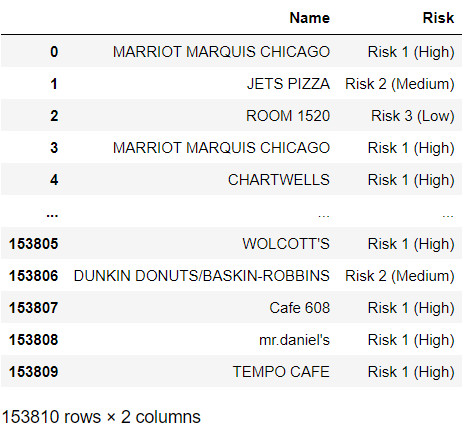 Name Risk
0 MARRIOT MARQUIS CHICAGO Risk 1 (High)
1 JETS PIZZA Risk 2 (Medium)
2 ROOM 1520 Risk 3 (Low)
3 MARRIOT MARQUIS CHICAGO Risk 1 (High)
4 CHARTWELLS Risk 1 (High)
... ... ...
153805 WOLCOTT'S Risk 1 (High)
153806 DUNKIN DONUTS/BASKIN-ROBBINS Risk 2 (Medium)
153807 Cafe 608 Risk 1 (High)
153808 mr.daniel's Risk 1 (High)
153809 TEMPO CAFE Risk 1 (High)
153810 rows × 2 columns